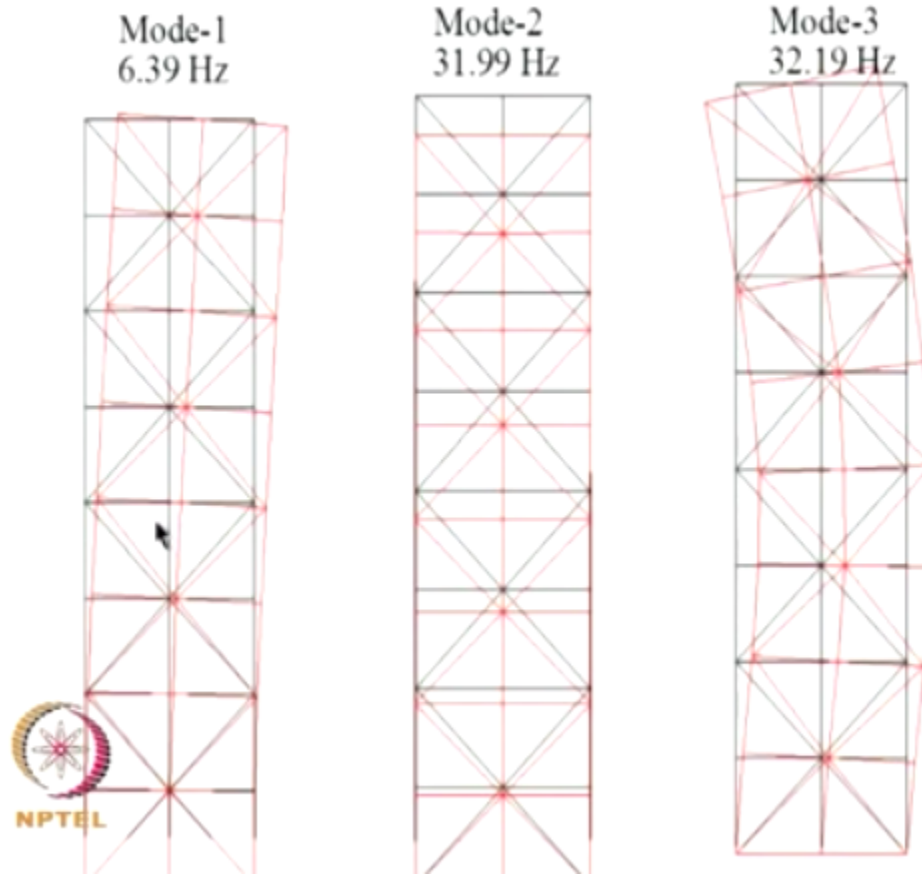 Mode-1
6.39 Hz
Mode-2
31.99 Hz
Mode-3
32.19 Hz
NPTEL